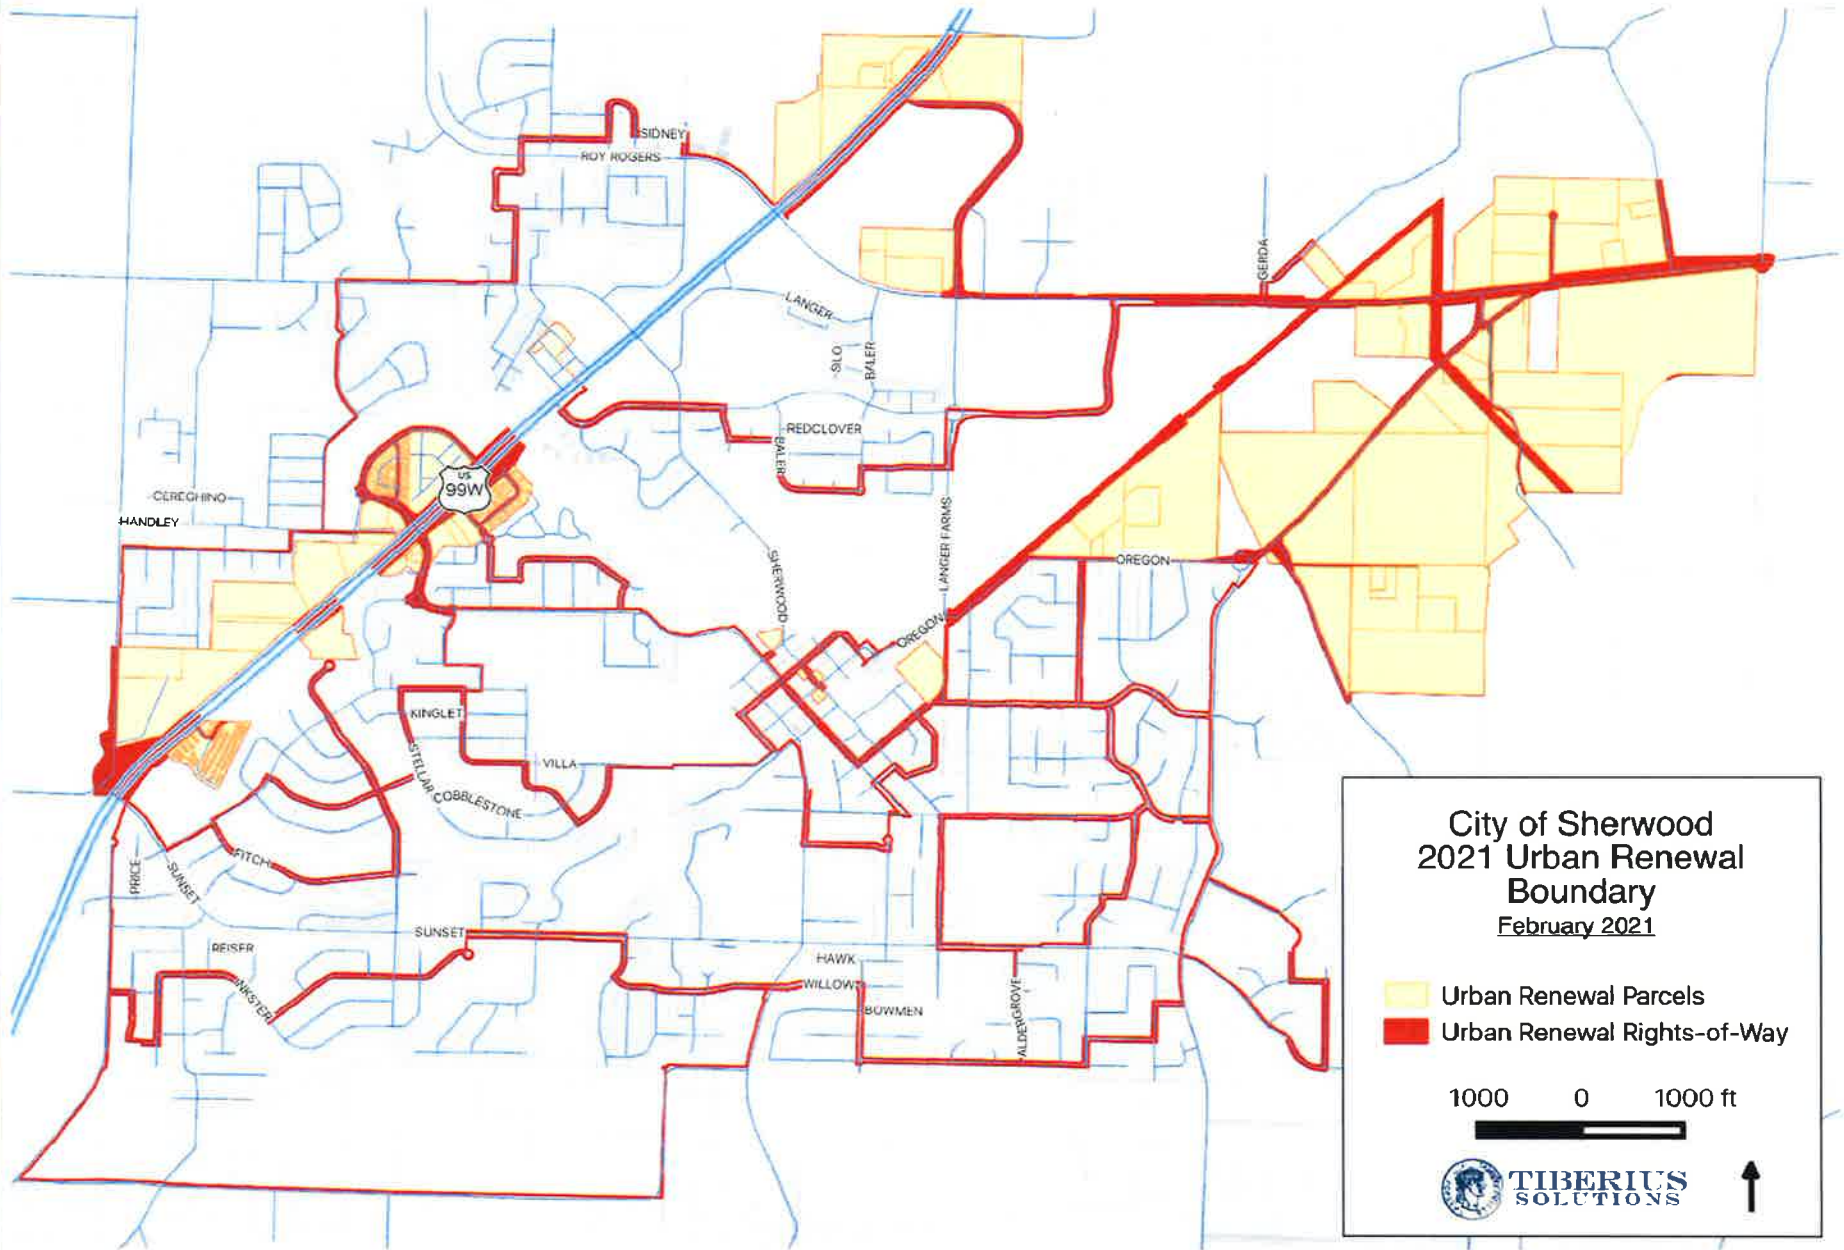 SIDNEY
ROY ROGERS
GERDA
LANGER
SILO
BALER
REDCLOVER
BALER
US
99W
CEREGHINO
HANDLEY
LANGER FARMS
SHERWOOD
OREGON
OREGON
KINGLET
STELLAR
VILLA
COBBLESTONE
FITCH
PRICE
SUNSET
SUNSET
REISER
INKSTER
HAWK
WILLOW
BOWMEN
ALDERGROVE
City of Sherwood
2021 Urban Renewal
Boundary
February 2021
Urban Renewal Parcels
Urban Renewal Rights-of-Way
1000 0 1000 ft
TIBERIUS
SOLUTIONS